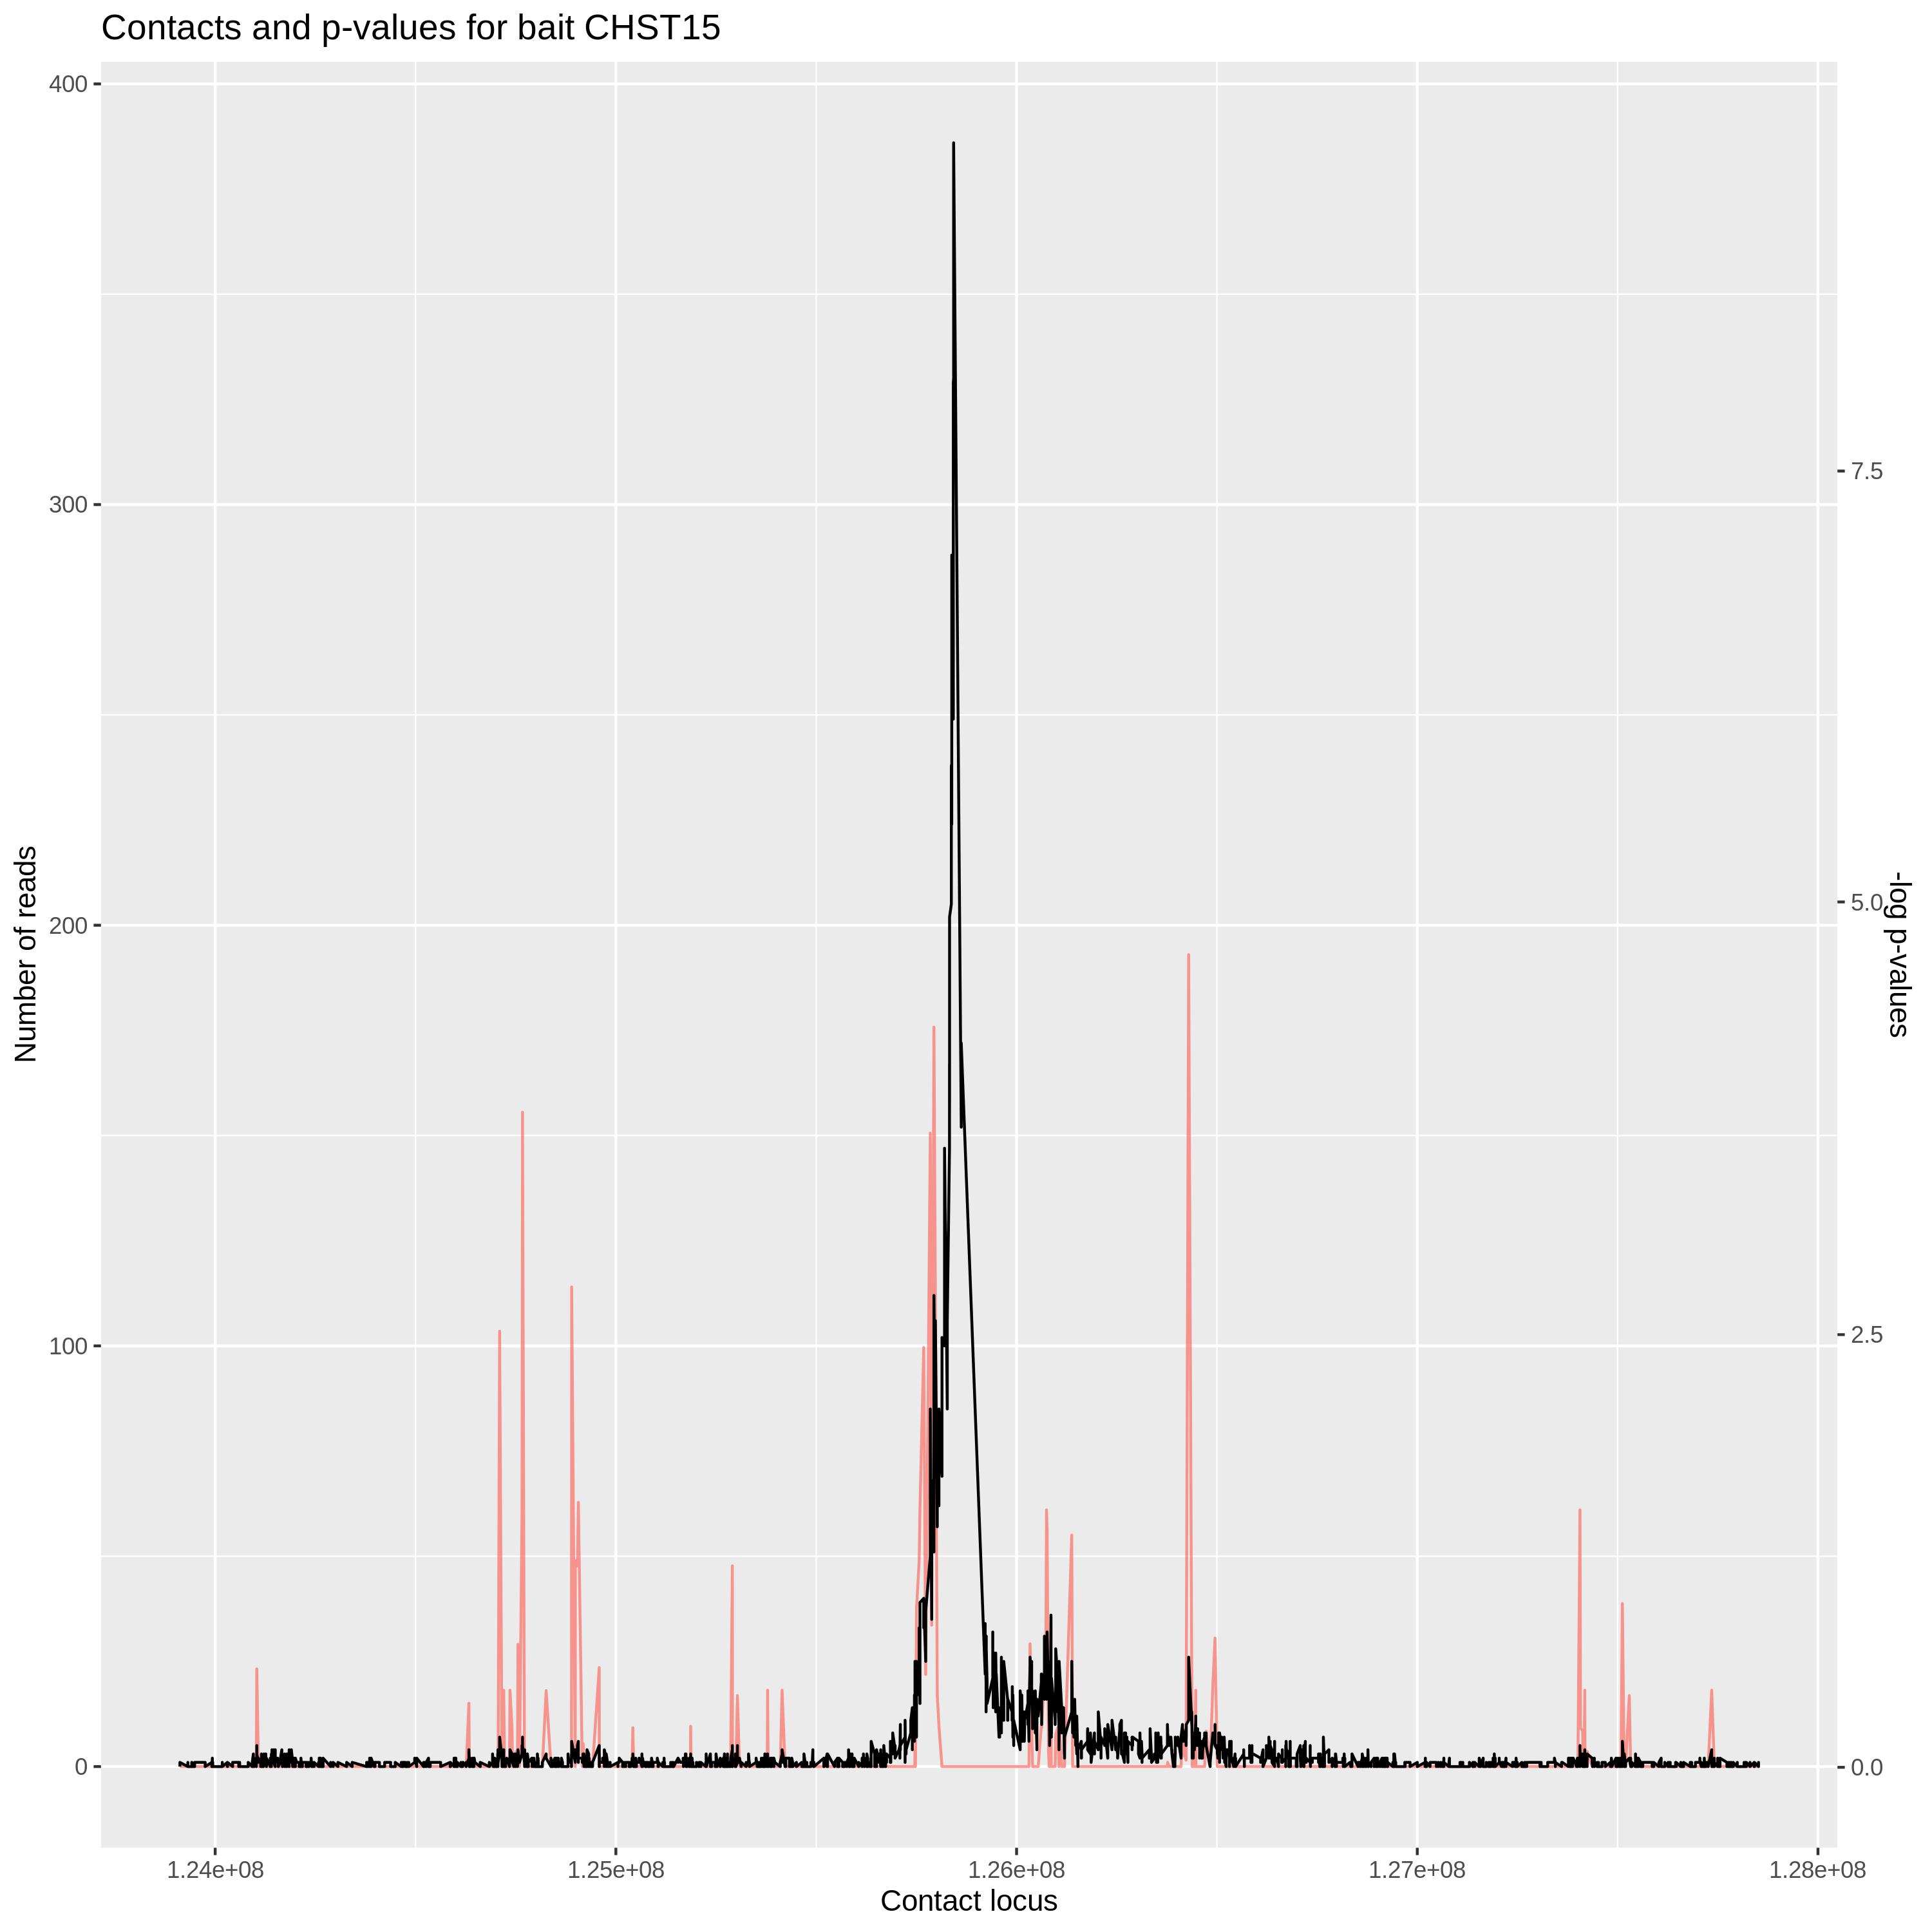 Contacts and p-values for bait CHST15
400
300
200
100
0
Number of reads
7.5
5.0
2.5
0.0
-log p-values
1.24e+08
1.25e+08
1.26e+08
1.27e+08
1.28e+08
Contact locus